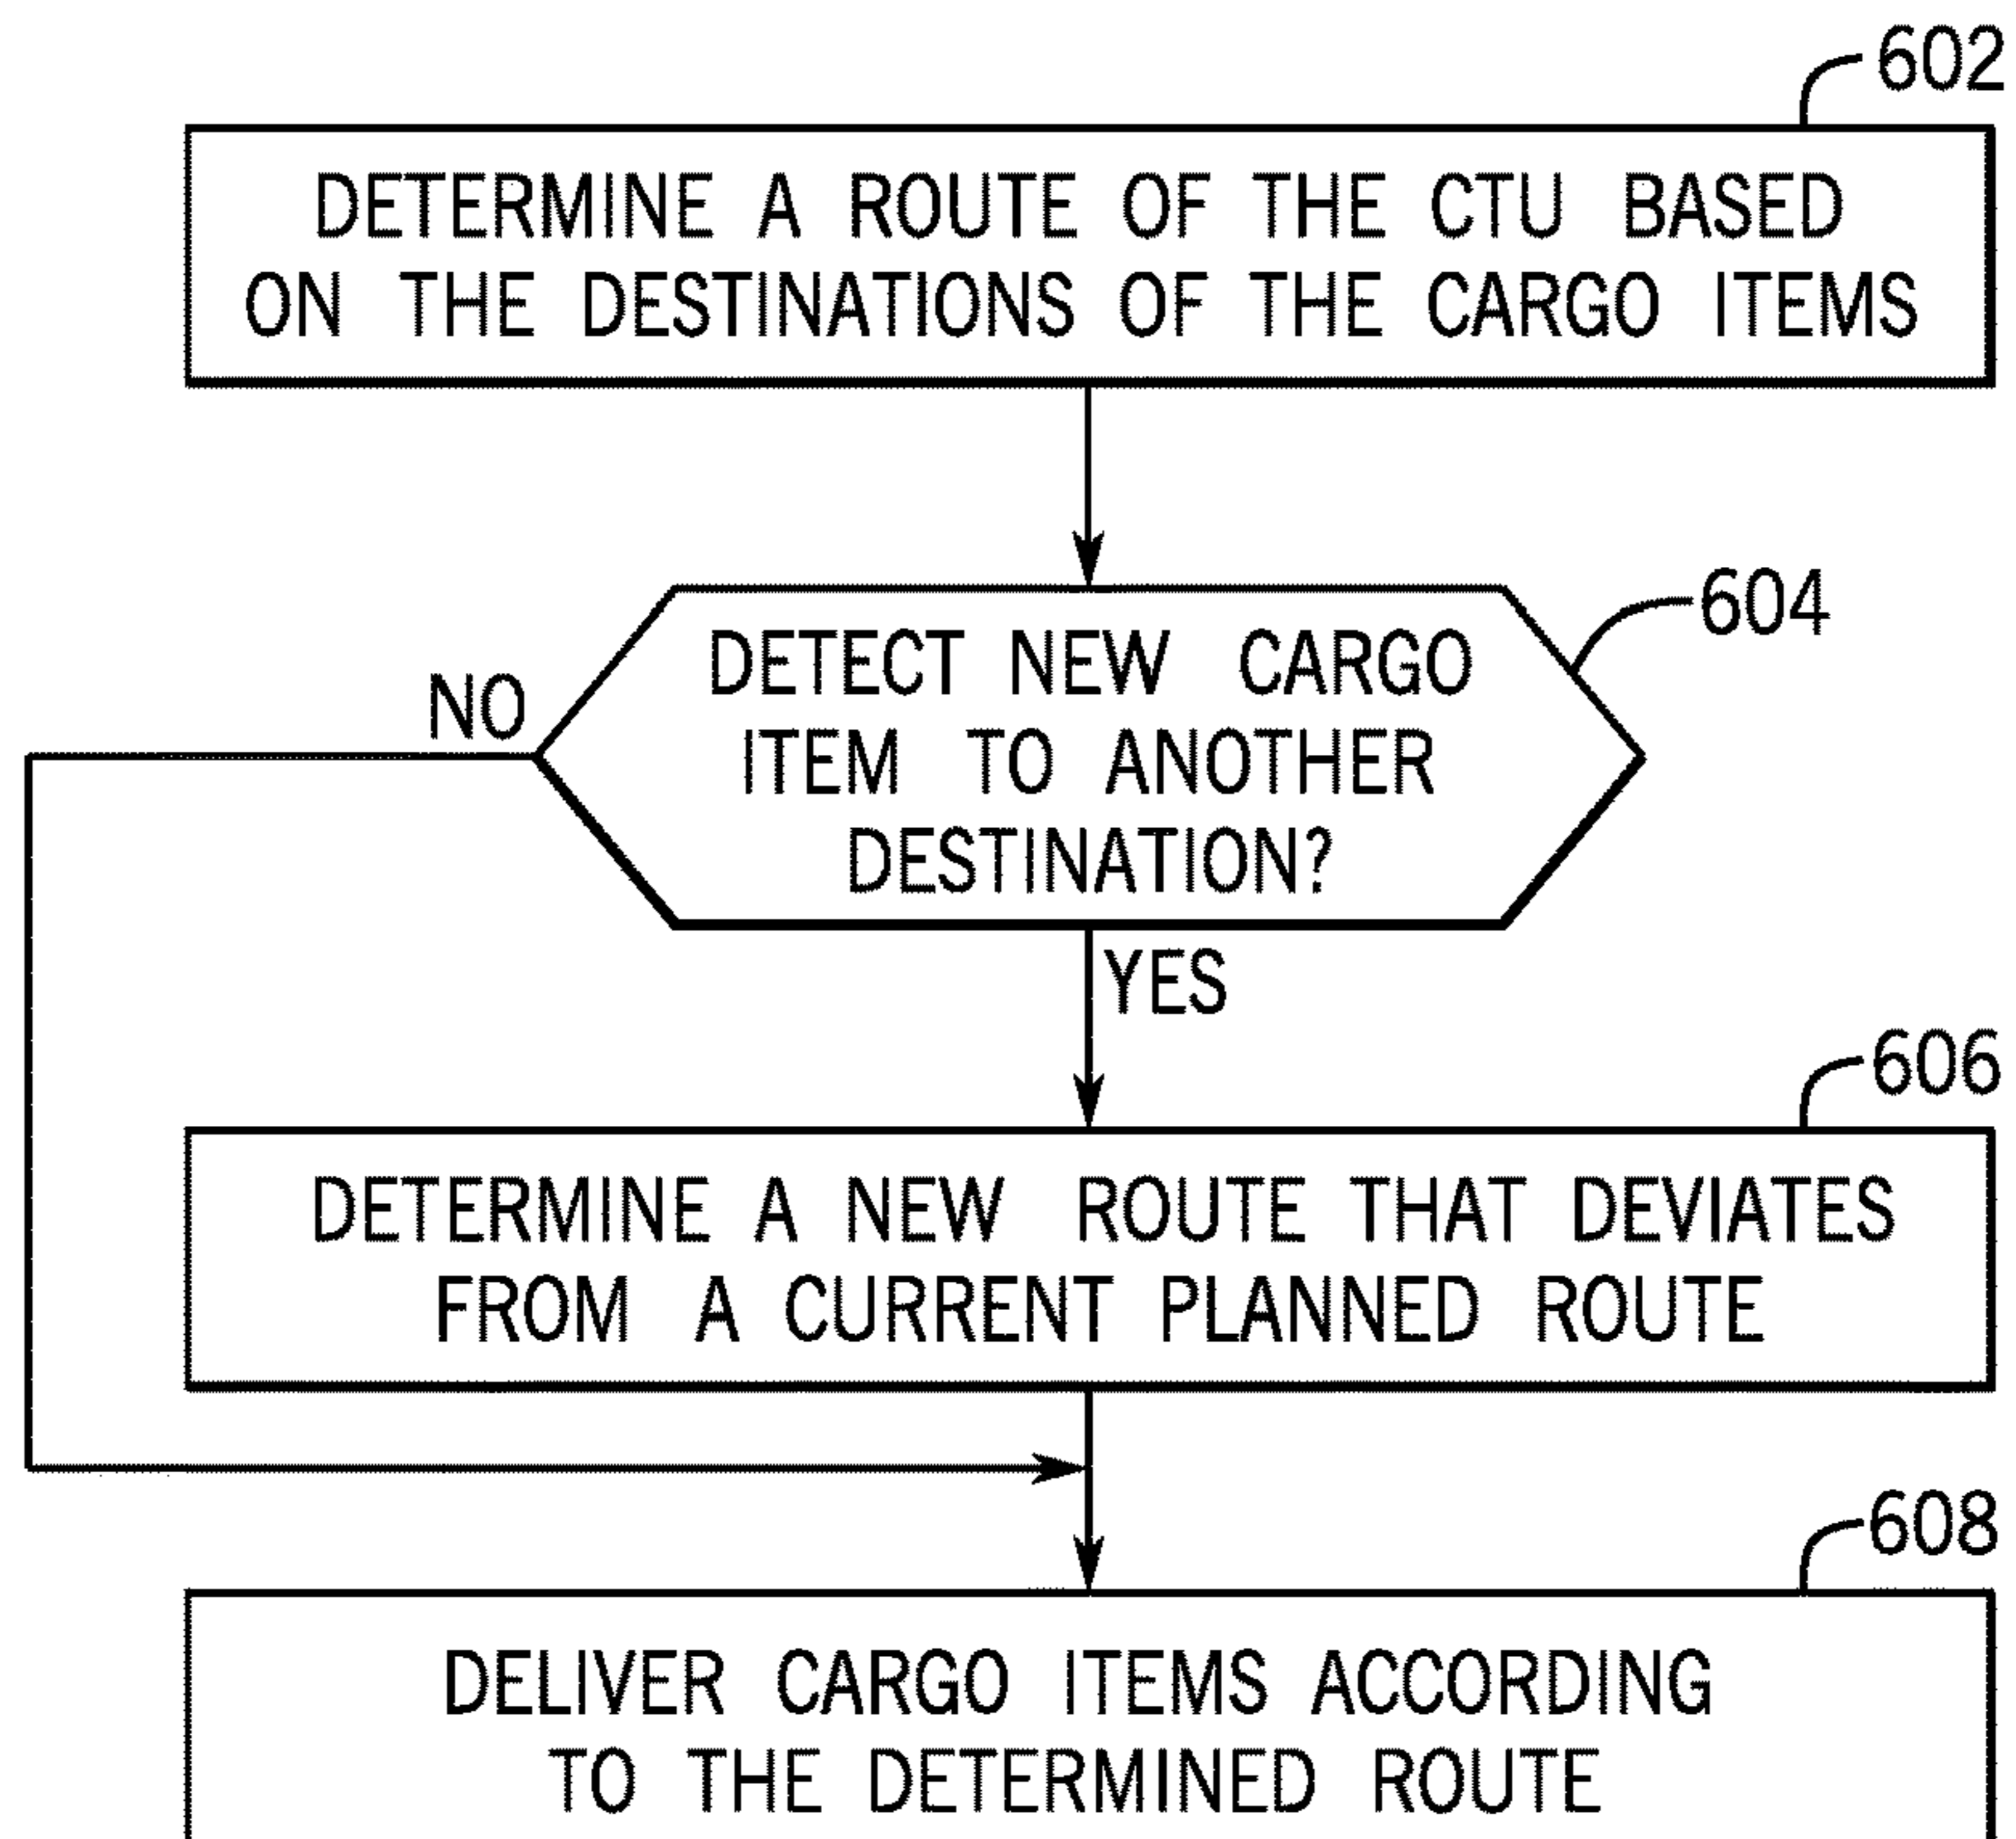 602
DETERMINE A ROUTE OF THE CTU BASED
ON THE DESTINATIONS OF THE CARGO ITEMS
604
DETECT NEW CARGO
ITEM TO ANOTHER
DESTINATION?
NO
YES
606
DETERMINE A NEW ROUTE THAT DEVIATES
FROM A CURRENT PLANNED ROUTE
608
DELIVER CARGO ITEMS ACCORDING
TO THE DETERMINED ROUTE